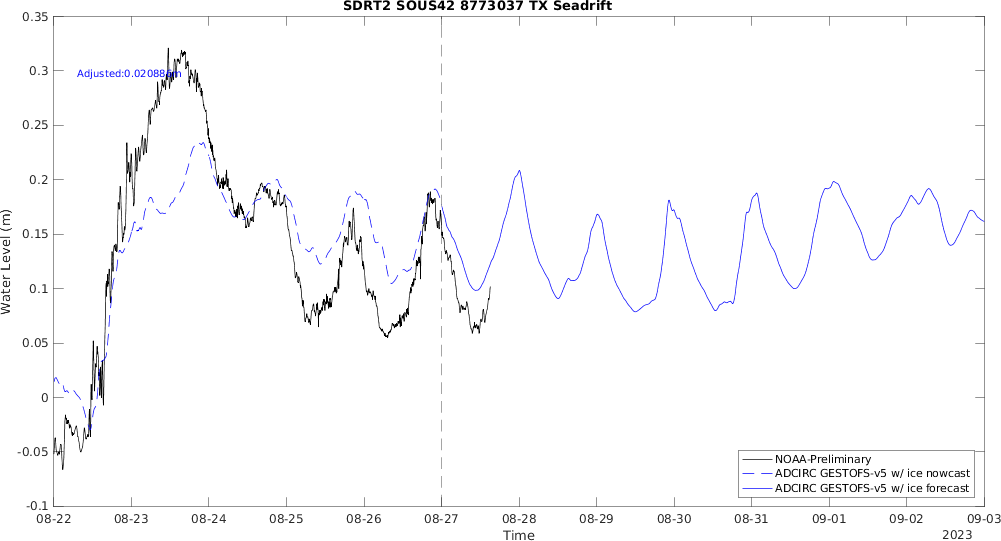 SDRT2 SOUS42 8773037 TX Seadrift
0.35
0.3
0.25
0.2
0.15
0.1
0.05
0
-0.05
-0.1
Water Level (m)
NOAA-Preliminary
ADCIRC GESTOFS-v5 w/ ice nowcast
ADCIRC GESTOFS-v5 w/ ice forecast
08-22 08-23 08-24 08-25 08-26 08-27 08-28 08-29 08-30 08-31 09-01 09-02 09-03
Time
2023